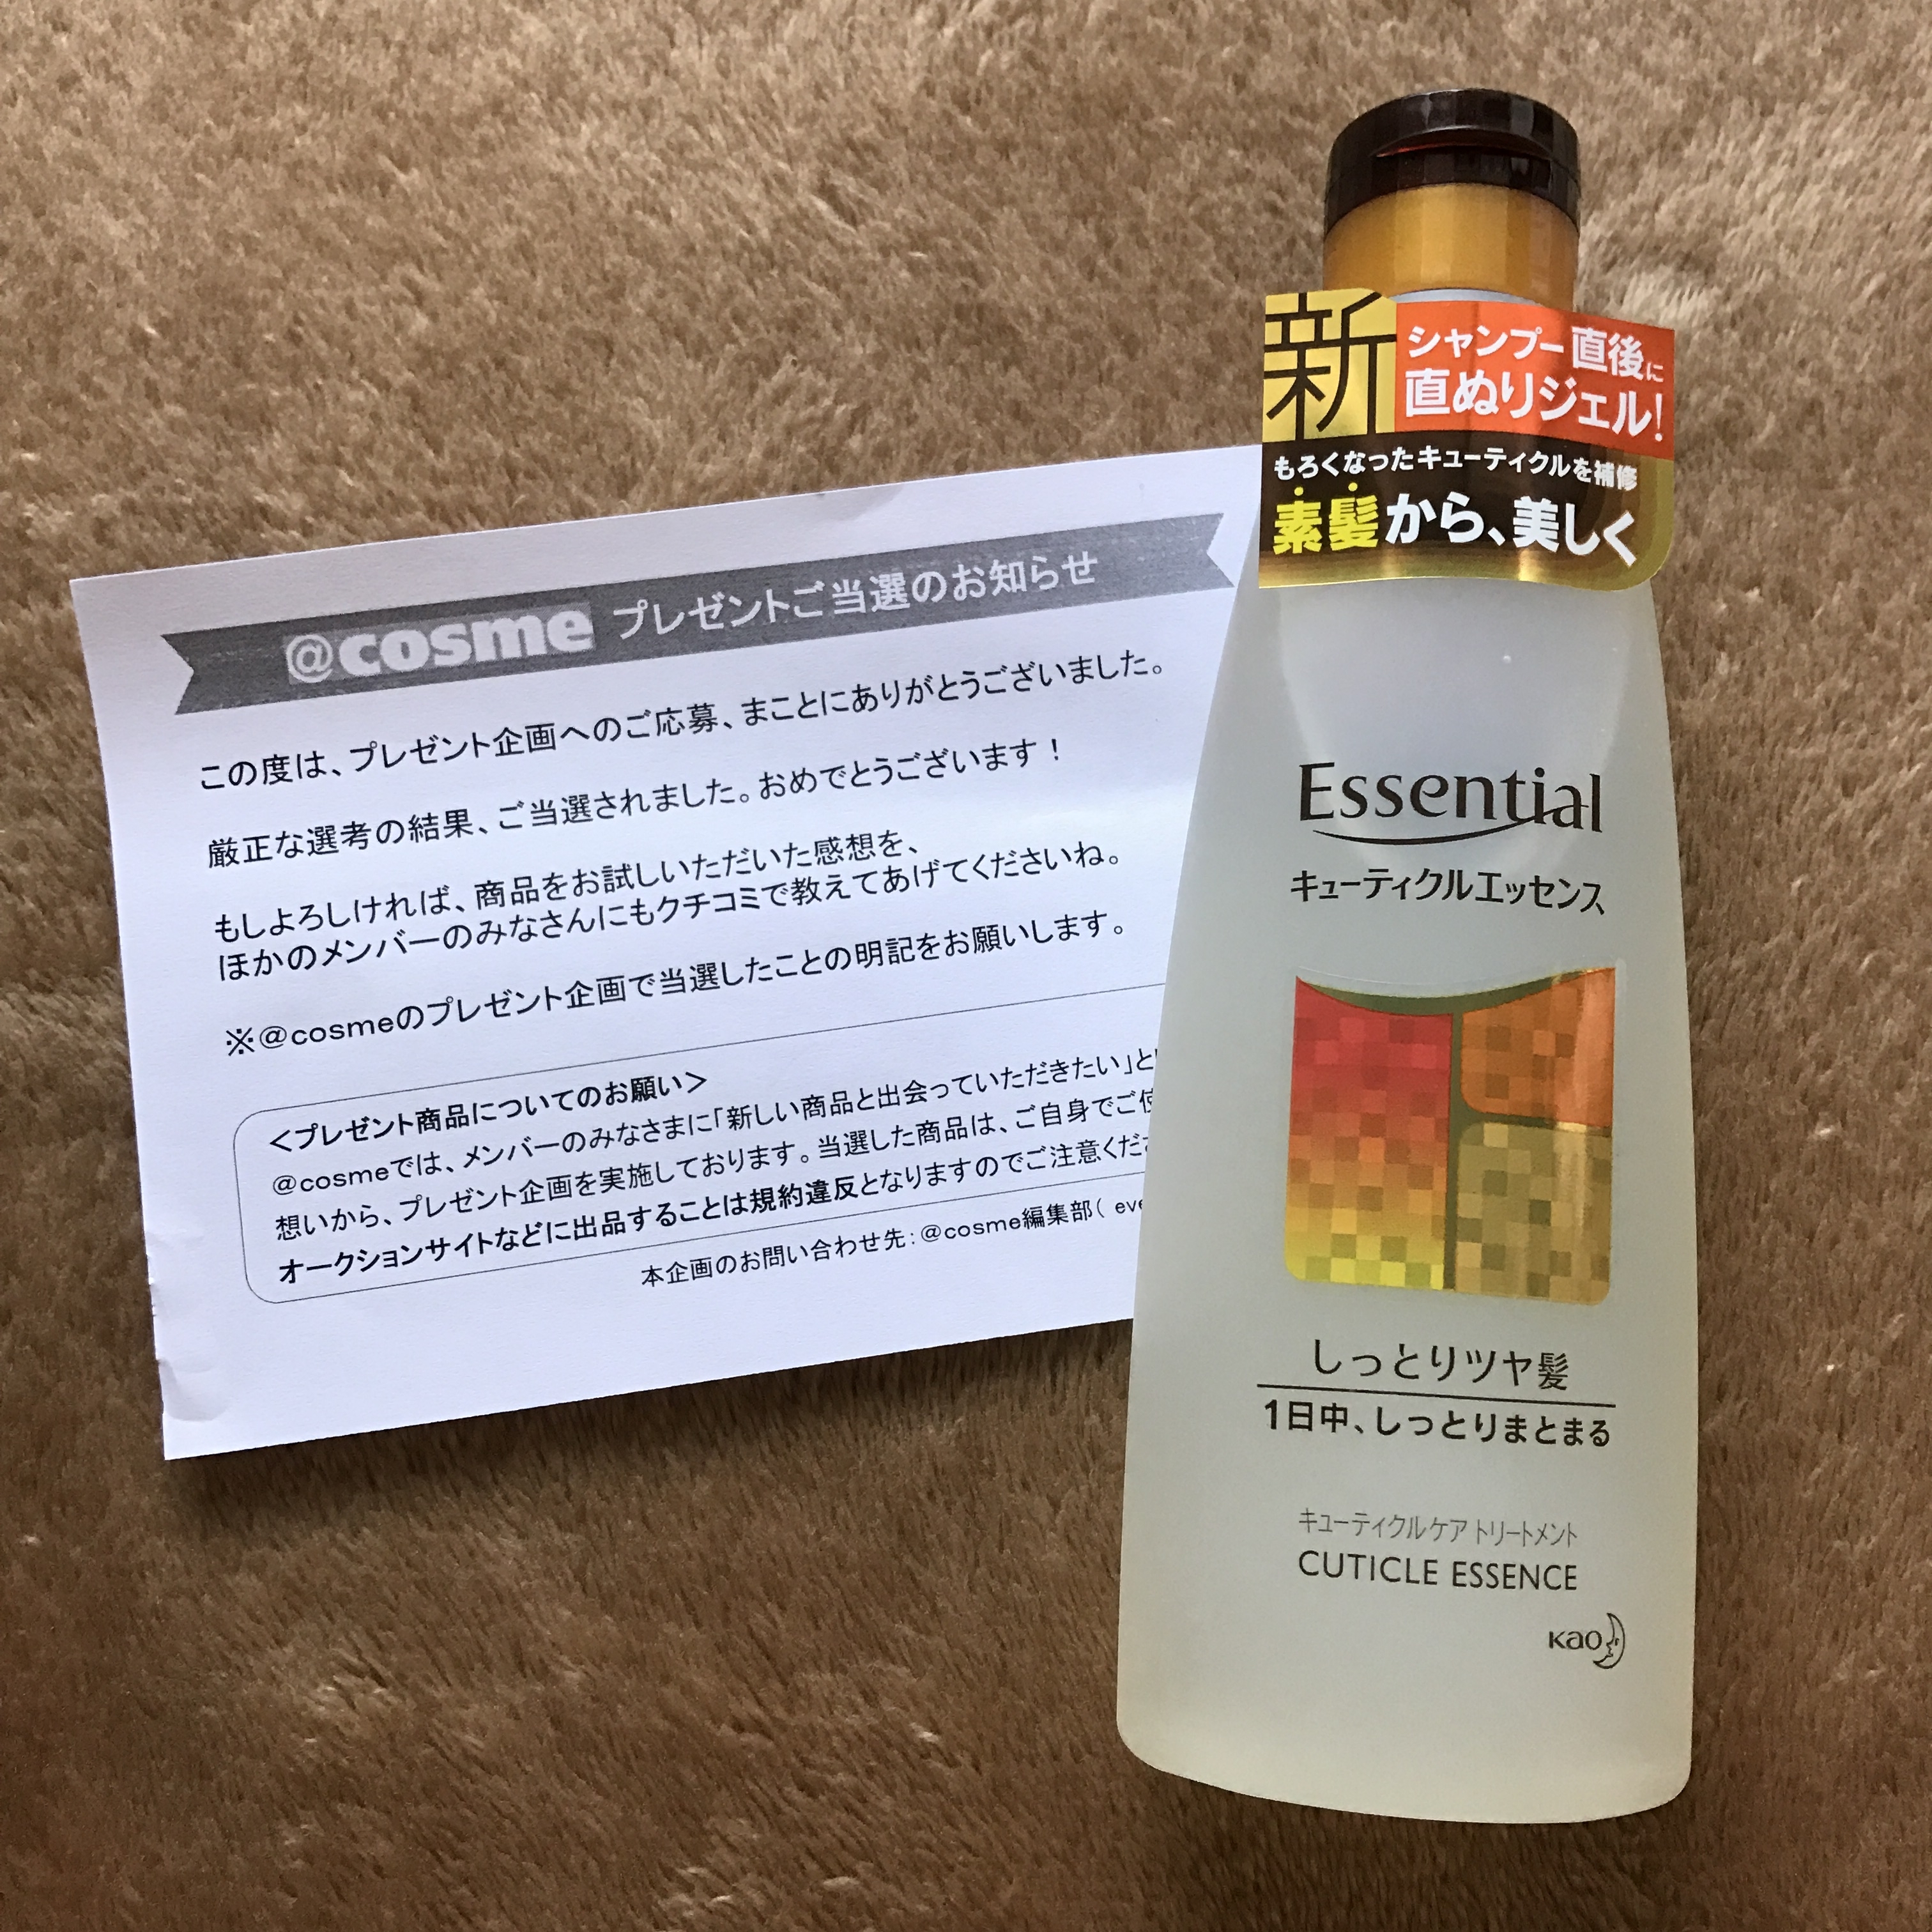 @cosme プレゼントご当選のお知らせ
この度は、プレゼント企画へのご応募、まことにありがとうございました。
厳正な選考の結果、ご当選されました。おめでとうございます！
もしよろしければ、商品をお試しいただいた感想を、
ほかのメンバーのみなさんにもクチコミで教えてあげてくださいね。
※@cosmeのプレゼント企画で当選したことの明記をお願いします。
＜プレゼント商品についてのお願い＞
@cosmeでは、メンバーのみなさまに「新しい商品と出会っていただきたい」と
想いから、プレゼント企画を実施しております。当選した商品は、ご自身でご使
オークションサイトなどに出品することは規約違反となりますのでご注意くださ
本企画のお問い合わせ先：@cosme編集部( eve
新
シャンプー直後に
直ぬりジェル!
もろくなったキューティクルを補修
素髪から、美しく
Essential
キューティクルエッセンス
しっとりツヤ髪
1日中、しっとりまとまる
キューティクルケアトリートメント
CUTICLE ESSENCE
Kao